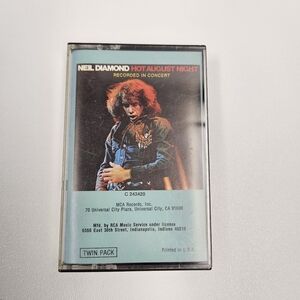 NEIL DIAMOND HOT AUGUST NIGHT
RECORDED IN CONCERT
C 243420
MCA Records, Inc.
70 Universal City Plaza, Universal City, CA 91608
Mfd. by RCA Music Service under license
6550 East 30th Street, Indianapolis, Indiana 46219
TWIN PACK
Printed in U.S.A.